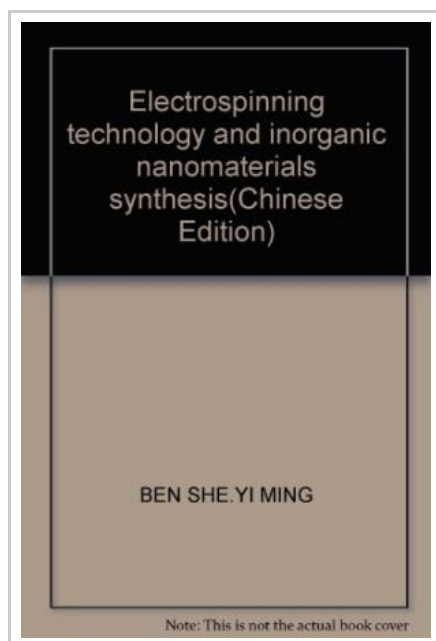 Electrospinning
technology and inorganic
nanomaterials
synthesis(Chinese
Edition)
BEN SHE.YI MING
Note: This is not the actual book cover